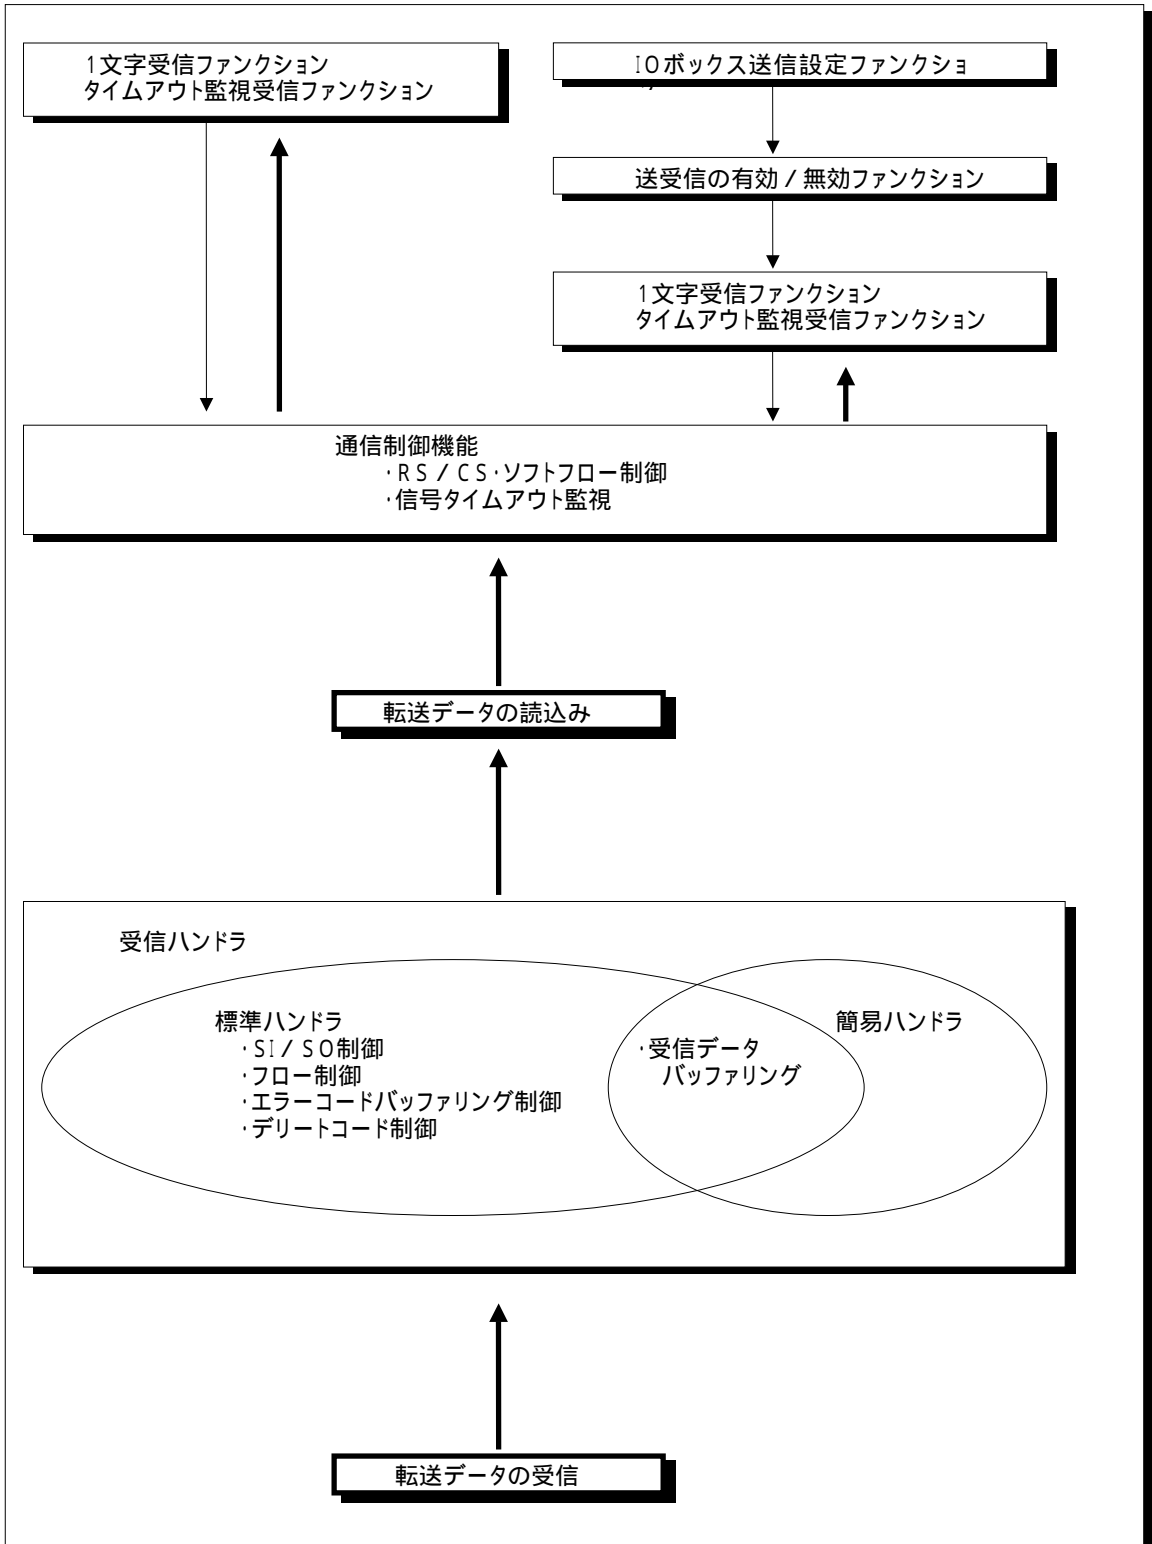 1文字受信ファンクション
タイムアウト監視受信ファンクション
IOボックス送信設定ファンクショ
送受信の有効/無効ファンクション
1文字受信ファンクション
タイムアウト監視受信ファンクション
通信制御機能
・RS/CS・ソフトフロー制御
・信号タイムアウト監視
転送データの読込み
受信ハンドラ
標準ハンドラ
・SI/SO制御
・フロー制御
・エラーコードバッファリング制御
・デリートコード制御
・受信データ
バッファリング
簡易ハンドラ
転送データの受信